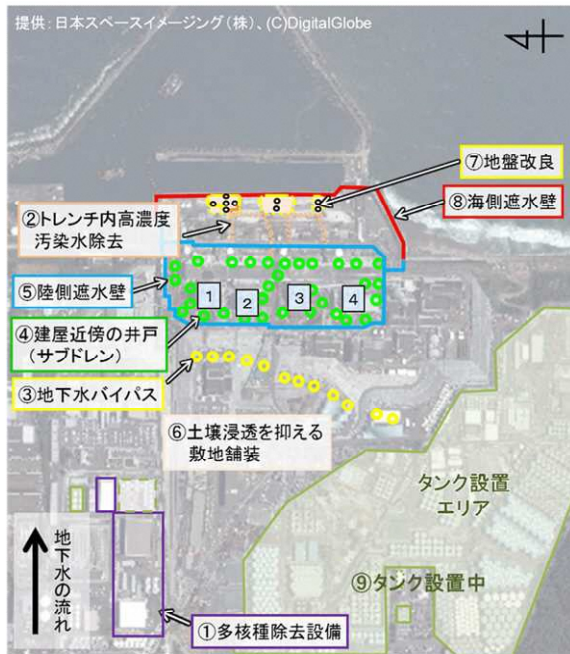 提供：日本スペースイメージング（株）、(C)DigitalGlobe
⑦地盤改良
⑧海側遮水壁
②トレンチ内高濃度
汚染水除去
⑤陸側遮水壁
1
2
3
4
④建屋近傍の井戸
（サブドレン）
③地下水バイパス
⑥土壌浸透を抑える
敷地舗装
タンク設置
エリア
地下水の流れ
⑨タンク設置中
①多核種除去設備